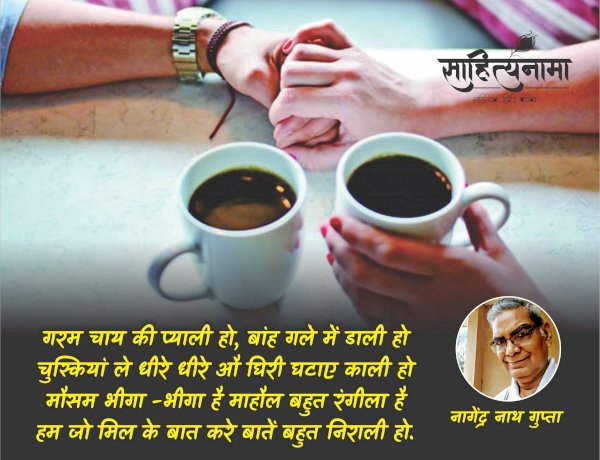 साहित्यनामा
गरम चाय की प्याली हो, बांह गले में डाली हो
चुस्कियां ले धीरे धीरे औ घिरी घटाए काली हो
मौसम भीगा -भीगा है माहौल बहुत रंगीला है
हम जो मिल के बात करे बातें बहुत निराली हो.
नागेंद्र नाथ गुप्ता